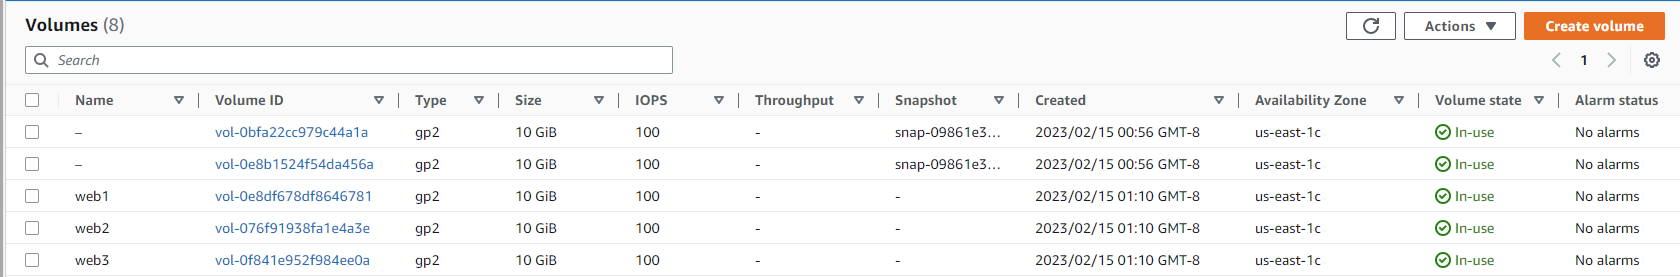 Volumes (8)
Actions
Create volume
Search
1
Name Volume ID Type Size IOPS Throughput Snapshot Created Availability Zone Volume state Alarm status
– vol-0bfa22cc979c44a1a gp2 10 GiB 100 - snap-09861e3... 2023/02/15 00:56 GMT-8 us-east-1c In-use No alarms
– vol-0e8b1524f54da456a gp2 10 GiB 100 - snap-09861e3... 2023/02/15 00:56 GMT-8 us-east-1c In-use No alarms
web1 vol-0e8df678df8646781 gp2 10 GiB 100 - - 2023/02/15 01:10 GMT-8 us-east-1c In-use No alarms
web2 vol-076f91938fa1e4a3e gp2 10 GiB 100 - - 2023/02/15 01:10 GMT-8 us-east-1c In-use No alarms
web3 vol-0f841e952f984ee0a gp2 10 GiB 100 - - 2023/02/15 01:10 GMT-8 us-east-1c In-use No alarms